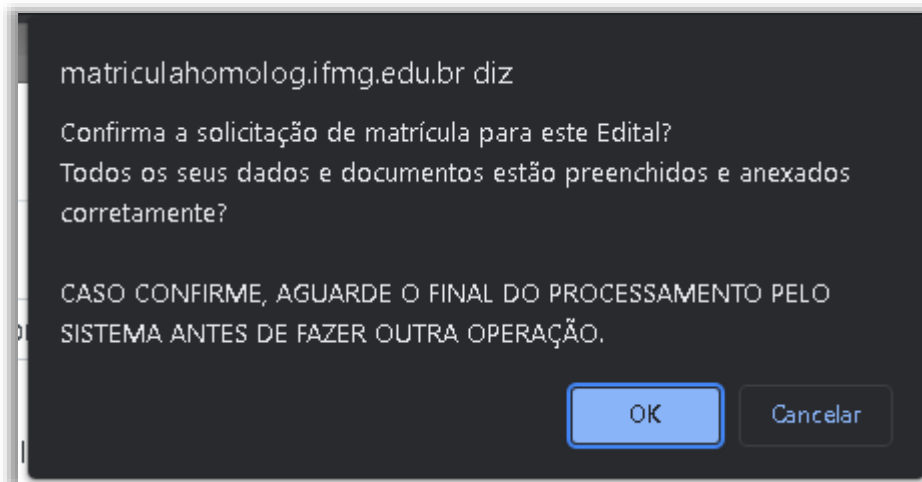 matriculahomolog.ifmg.edu.br diz
Confirma a solicitação de matrícula para este Edital?
Todos os seus dados e documentos estão preenchidos e anexados
corretamente?
CASO CONFIRME, AGUARDE O FINAL DO PROCESSAMENTO PELO
SISTEMA ANTES DE FAZER OUTRA OPERAÇÃO.
OK
Cancelar